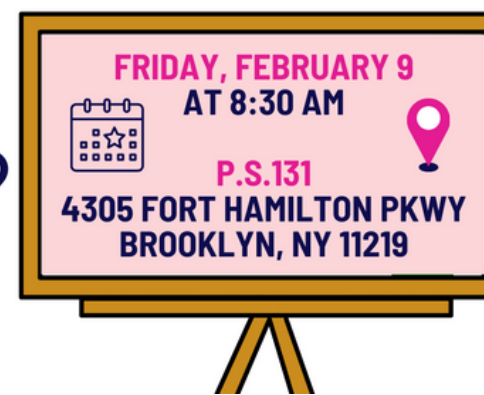 FRIDAY, FEBRUARY 9
AT 8:30 AM
P.S.131
4305 FORT HAMILTON PKWY
BROOKLYN, NY 11219